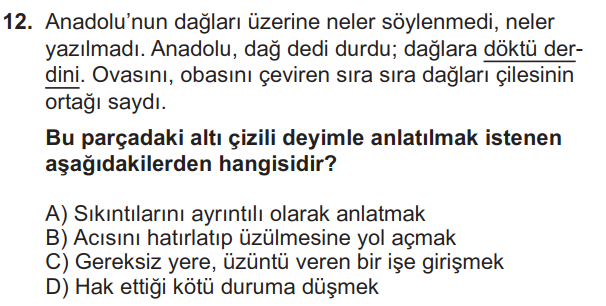 12. Anadolu’nun dağları üzerine neler söylenmedi, neler
yazılmadı. Anadolu, dağ dedi durdu; dağlara döktü der-
dini. Ovasını, obasını çeviren sıra sıra dağları çilesinin
ortağı saydı.
Bu parçadaki altı çizili deyimle anlatılmak istenen
aşağıdakilerden hangisidir?
A) Sıkıntılarını ayrıntılı olarak anlatmak
B) Acısını hatırlatıp üzülmesine yol açmak
C) Gereksiz yere, üzüntü veren bir işe girişmek
D) Hak ettiği kötü duruma düşmek